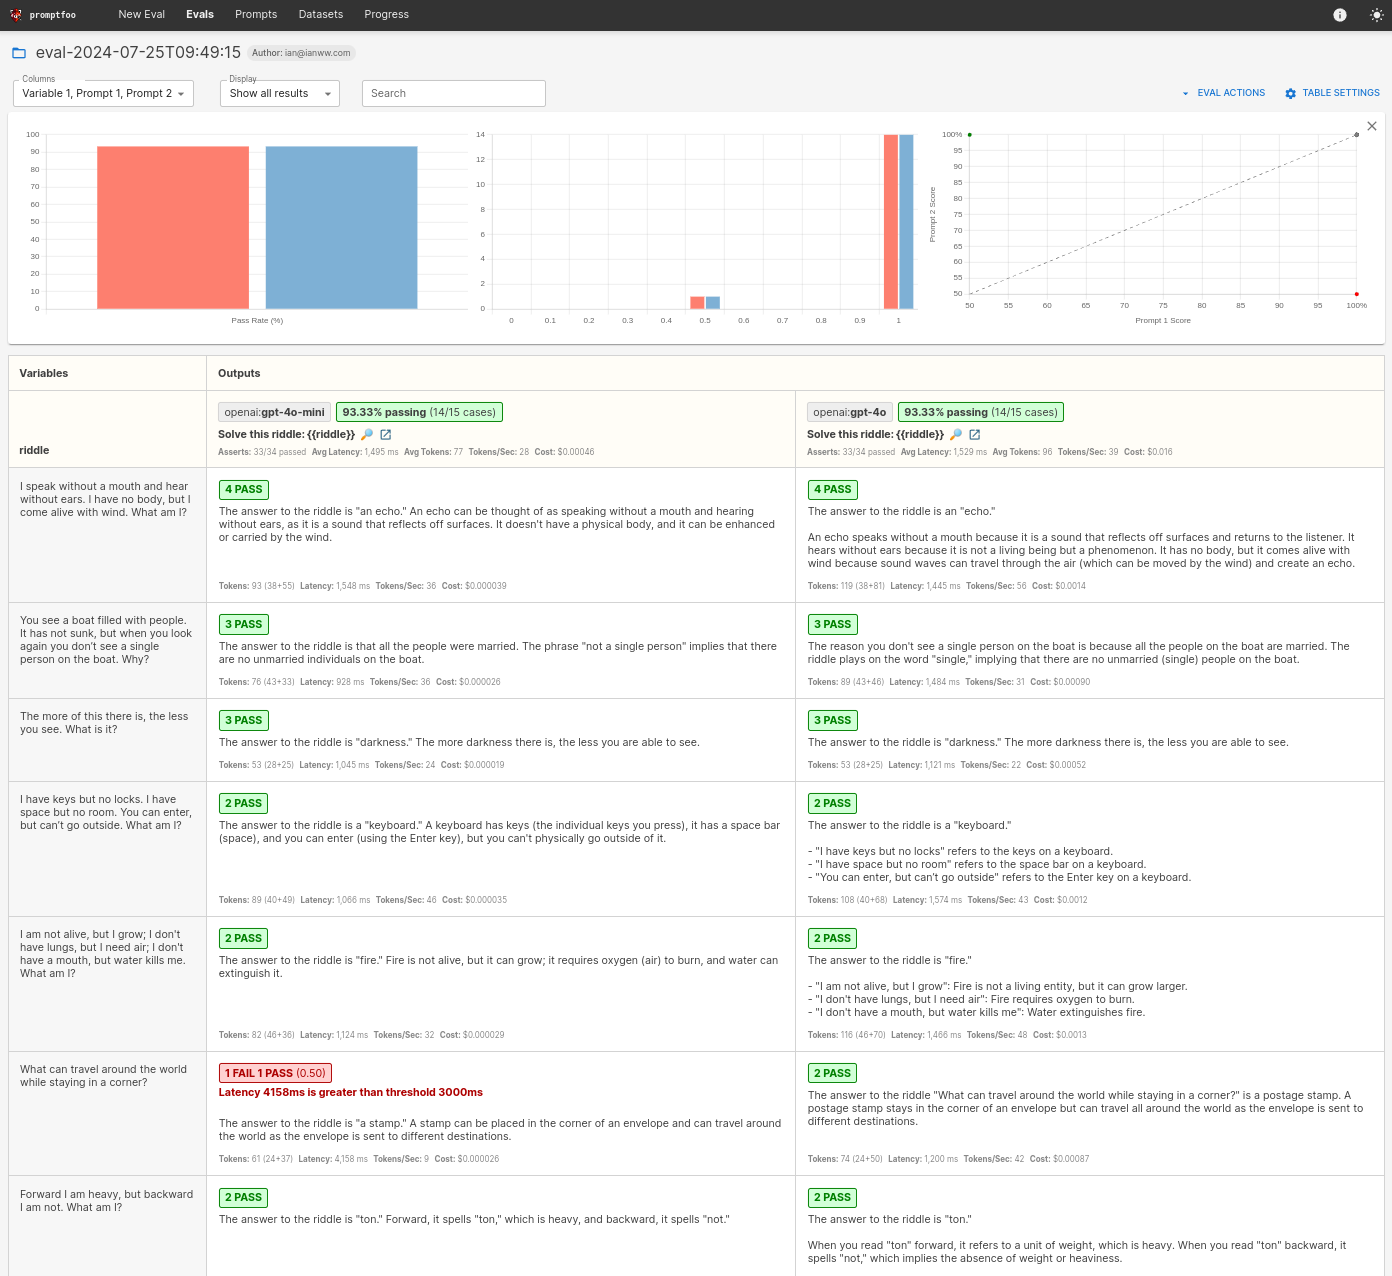 promptfoo
New Eval
Evals
Prompts
Datasets
Progress
eval-2024-07-25T09:49:15
Author: ian@ianww.com
Columns
Variable 1, Prompt 1, Prompt 2
Display
Show all results
Search
EVAL ACTIONS
TABLE SETTINGS
100
90
80
70
60
50
40
30
20
10
0
Pass Rate (%)
14
12
10
8
6
4
2
0
0 0.1 0.2 0.3 0.4 0.5 0.6 0.7 0.8 0.9 1
Prompt 2 Score
100%
95
90
85
80
75
70
65
60
55
50
50 55 60 65 70 75 80 85 90 95 100%
Prompt 1 Score
Variables
Outputs
riddle
openai:gpt-4o-mini 93.33% passing (14/15 cases)
Solve this riddle: {{riddle}}
Asserts: 33/34 passed Avg Latency: 1,495 ms Avg Tokens: 77 Tokens/Sec: 28 Cost: $0.00046
openai:gpt-4o 93.33% passing (14/15 cases)
Solve this riddle: {{riddle}}
Asserts: 33/34 passed Avg Latency: 1,529 ms Avg Tokens: 96 Tokens/Sec: 39 Cost: $0.016
I speak without a mouth and hear
without ears. I have no body, but I
come alive with wind. What am I?
4 PASS
The answer to the riddle is "an echo." An echo can be thought of as speaking without a mouth and hearing
without ears, as it is a sound that reflects off surfaces. It doesn't have a physical body, and it can be enhanced
or carried by the wind.
Tokens: 93 (38+55) Latency: 1,548 ms Tokens/Sec: 36 Cost: $0.000039
4 PASS
The answer to the riddle is an "echo."
An echo speaks without a mouth because it is a sound that reflects off surfaces and returns to the listener. It
hears without ears because it is not a living being but a phenomenon. It has no body, but it comes alive with
wind because sound waves can travel through the air (which can be moved by the wind) and create an echo.
Tokens: 119 (38+81) Latency: 1,445 ms Tokens/Sec: 56 Cost: $0.0014
You see a boat filled with people.
It has not sunk, but when you look
again you don't see a single
person on the boat. Why?
3 PASS
The answer to the riddle is that all the people were married. The phrase "not a single person" implies that there
are no unmarried individuals on the boat.
Tokens: 76 (43+33) Latency: 928 ms Tokens/Sec: 36 Cost: $0.000026
3 PASS
The reason you don't see a single person on the boat is because all the people on the boat are married. The
riddle plays on the word "single," implying that there are no unmarried (single) people on the boat.
Tokens: 89 (43+46) Latency: 1,484 ms Tokens/Sec: 31 Cost: $0.00090
The more of this there is, the less
you see. What is it?
3 PASS
The answer to the riddle is "darkness." The more darkness there is, the less you are able to see.
Tokens: 53 (28+25) Latency: 1,045 ms Tokens/Sec: 24 Cost: $0.000019
3 PASS
The answer to the riddle is "darkness." The more darkness there is, the less you are able to see.
Tokens: 53 (28+25) Latency: 1,121 ms Tokens/Sec: 22 Cost: $0.00052
I have keys but no locks. I have
space but no room. You can enter,
but can't go outside. What am I?
2 PASS
The answer to the riddle is a "keyboard." A keyboard has keys (the individual keys you press), it has a space bar
(space), and you can enter (using the Enter key), but you can't physically go outside of it.
Tokens: 89 (40+49) Latency: 1,066 ms Tokens/Sec: 46 Cost: $0.000035
2 PASS
The answer to the riddle is a "keyboard."
- "I have keys but no locks" refers to the keys on a keyboard.
- "I have space but no room" refers to the space bar on a keyboard.
- "You can enter, but can't go outside" refers to the Enter key on a keyboard.
Tokens: 108 (40+68) Latency: 1,574 ms Tokens/Sec: 43 Cost: $0.0012
I am not alive, but I grow; I don't
have lungs, but I need air; I don't
have a mouth, but water kills me.
What am I?
2 PASS
The answer to the riddle is "fire." Fire is not alive, but it can grow; it requires oxygen (air) to burn, and water can
extinguish it.
Tokens: 82 (46+36) Latency: 1,124 ms Tokens/Sec: 32 Cost: $0.000029
2 PASS
The answer to the riddle is "fire."
- "I am not alive, but I grow": Fire is not a living entity, but it can grow larger.
- "I don't have lungs, but I need air": Fire requires oxygen to burn.
- "I don't have a mouth, but water kills me": Water extinguishes fire.
Tokens: 116 (46+70) Latency: 1,466 ms Tokens/Sec: 48 Cost: $0.0013
What can travel around the world
while staying in a corner?
1 FAIL 1 PASS (0.50)
Latency 4158ms is greater than threshold 3000ms
The answer to the riddle is "a stamp." A stamp can be placed in the corner of an envelope and can travel around
the world as the envelope is sent to different destinations.
Tokens: 61 (24+37) Latency: 4,158 ms Tokens/Sec: 9 Cost: $0.000026
2 PASS
The answer to the riddle "What can travel around the world while staying in a corner?" is a postage stamp. A
postage stamp stays in the corner of an envelope but can travel all around the world as the envelope is sent to
different destinations.
Tokens: 74 (24+50) Latency: 1,200 ms Tokens/Sec: 42 Cost: $0.00087
Forward I am heavy, but backward
I am not. What am I?
2 PASS
The answer to the riddle is "ton." Forward, it spells "ton," which is heavy, and backward, it spells "not."
2 PASS
The answer to the riddle is "ton."
When you read "ton" forward, it refers to a unit of weight, which is heavy. When you read "ton" backward, it
spells "not," which implies the absence of weight or heaviness.